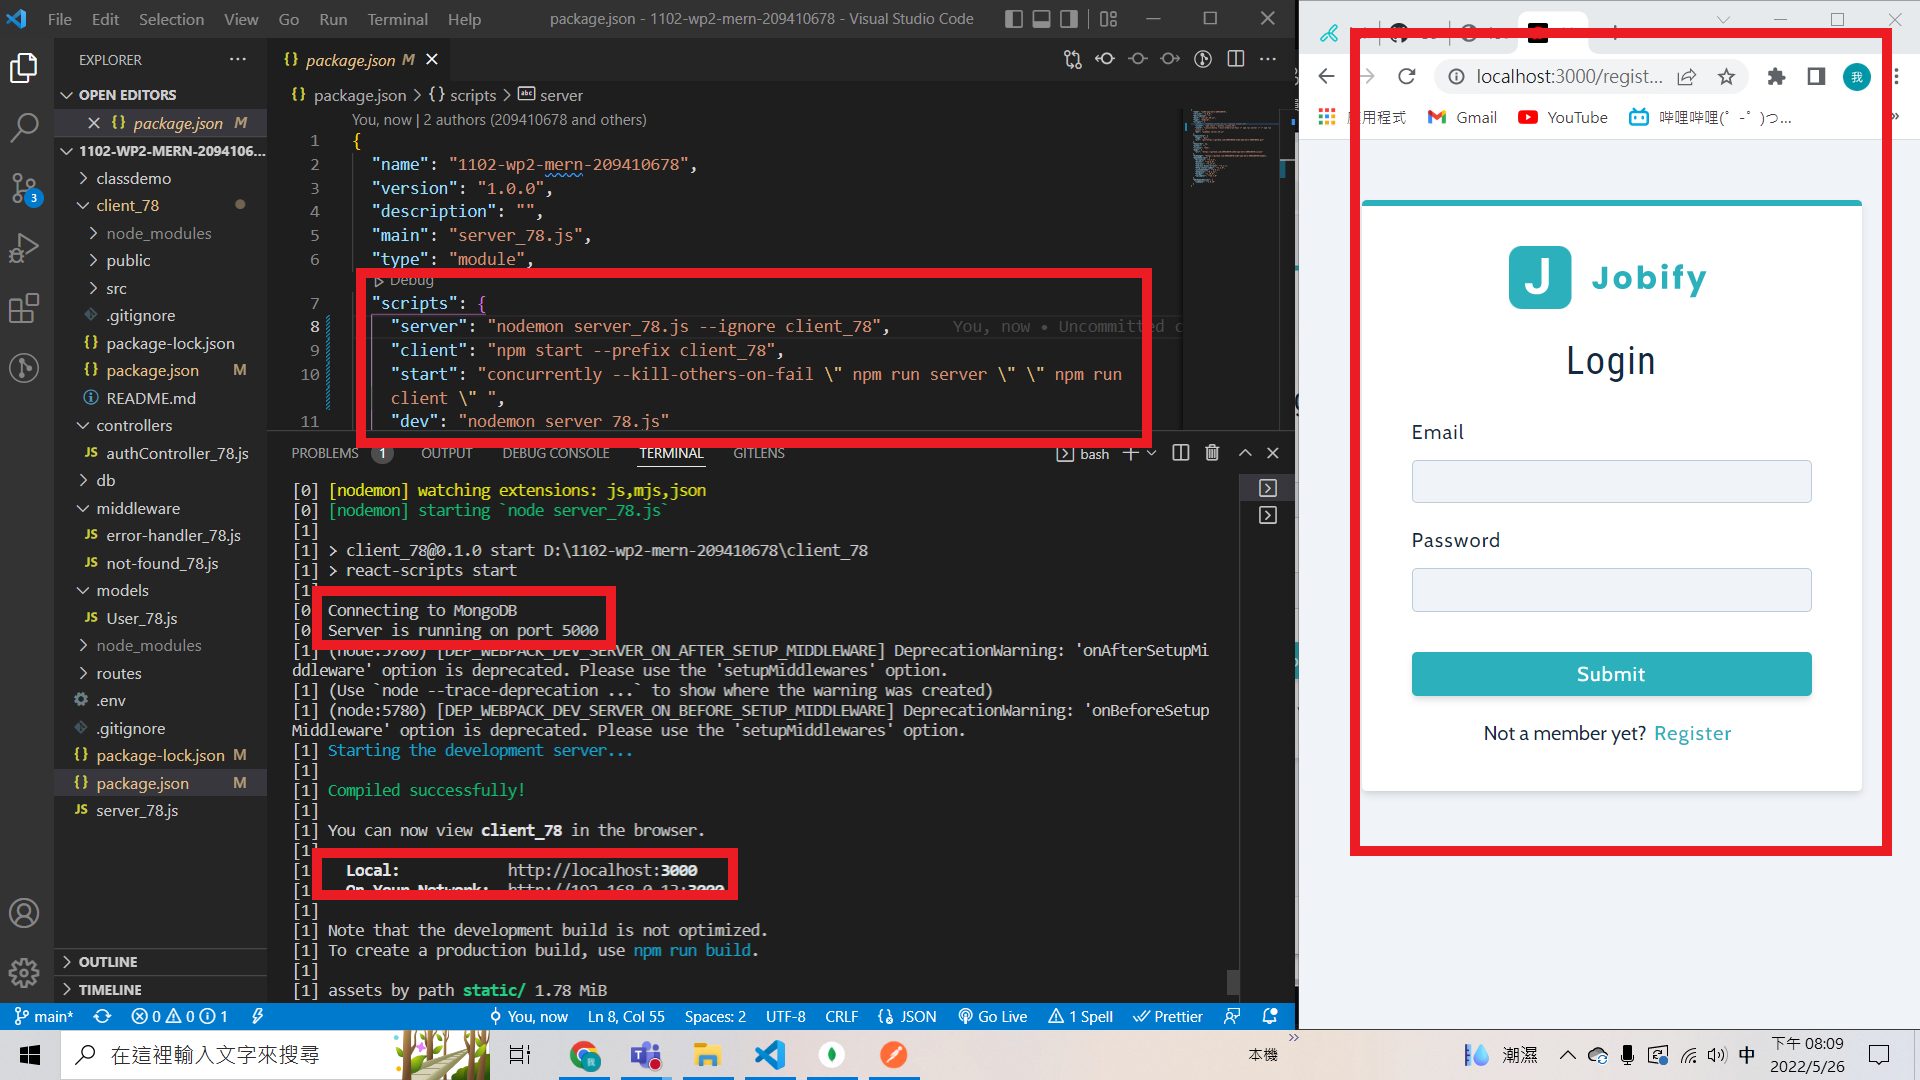 File Edit Selection View Go Run Terminal Help package.json - 1102-wp2-mern-209410678 - Visual Studio Code
EXPLORER
OPEN EDITORS
package.json M
1102-WP2-MERN-2094106...
classdemo
client_78
node_modules
public
src
.gitignore
package-lock.json
package.json M
README.md
controllers
JS authController_78.js
db
middleware
JS error-handler_78.js
JS not-found_78.js
models
JS User_78.js
node_modules
routes
.env
.gitignore
package-lock.json M
package.json M
JS server_78.js
OUTLINE
TIMELINE
3
package.json M
package.json > scripts > server
You, now | 2 authors (209410678 and others)
1 {
2 "name": "1102-wp2-mern-209410678",
3 "version": "1.0.0",
4 "description": "",
5 "main": "server_78.js",
6 "type": "module",
Debug
7 "scripts": {
8 "server": "nodemon server_78.js --ignore client_78", You, now • Uncommitted c
9 "client": "npm start --prefix client_78",
10 "start": "concurrently --kill-others-on-fail \" npm run server \" \" npm run
client \" ",
11 "dev": "nodemon server_78.js"
PROBLEMS 1 OUTPUT DEBUG CONSOLE TERMINAL GITLENS bash
[0] [nodemon] watching extensions: js,mjs,json
[0] [nodemon] starting `node server_78.js`
[1]
[1] > client_78@0.1.0 start D:\1102-wp2-mern-209410678\client_78
[1] > react-scripts start
[1
[0 Connecting to MongoDB
[0 Server is running on port 5000
[1] (node:5780) [DEP_WEBPACK_DEV_SERVER_ON_AFTER_SETUP_MIDDLEWARE] DeprecationWarning: 'onAfterSetupMi
ddleware' option is deprecated. Please use the 'setupMiddlewares' option.
[1] (Use `node --trace-deprecation ...` to show where the warning was created)
[1] (node:5780) [DEP_WEBPACK_DEV_SERVER_ON_BEFORE_SETUP_MIDDLEWARE] DeprecationWarning: 'onBeforeSetup
Middleware' option is deprecated. Please use the 'setupMiddlewares' option.
[1] Starting the development server...
[1]
[1] Compiled successfully!
[1]
[1] You can now view client_78 in the browser.
[1]
[1 Local: http://localhost:3000
[1 On Your Network: http://192.168.0.12:3000
[1]
[1] Note that the development build is not optimized.
[1] To create a production build, use npm run build.
[1]
[1] assets by path static/ 1.78 MiB
main* 0 0 1 You, now Ln 8, Col 55 Spaces: 2 UTF-8 CRLF JSON Go Live 1 Spell Prettier
localhost:3000/regist... 我
應用程式 Gmail YouTube 哔哩哔哩(゜-゜)つ...
J Jobify
Login
Email
Password
Submit
Not a member yet? Register
在這裡輸入文字來搜尋
本機
潮濕
中
下午 08:09
2022/5/26